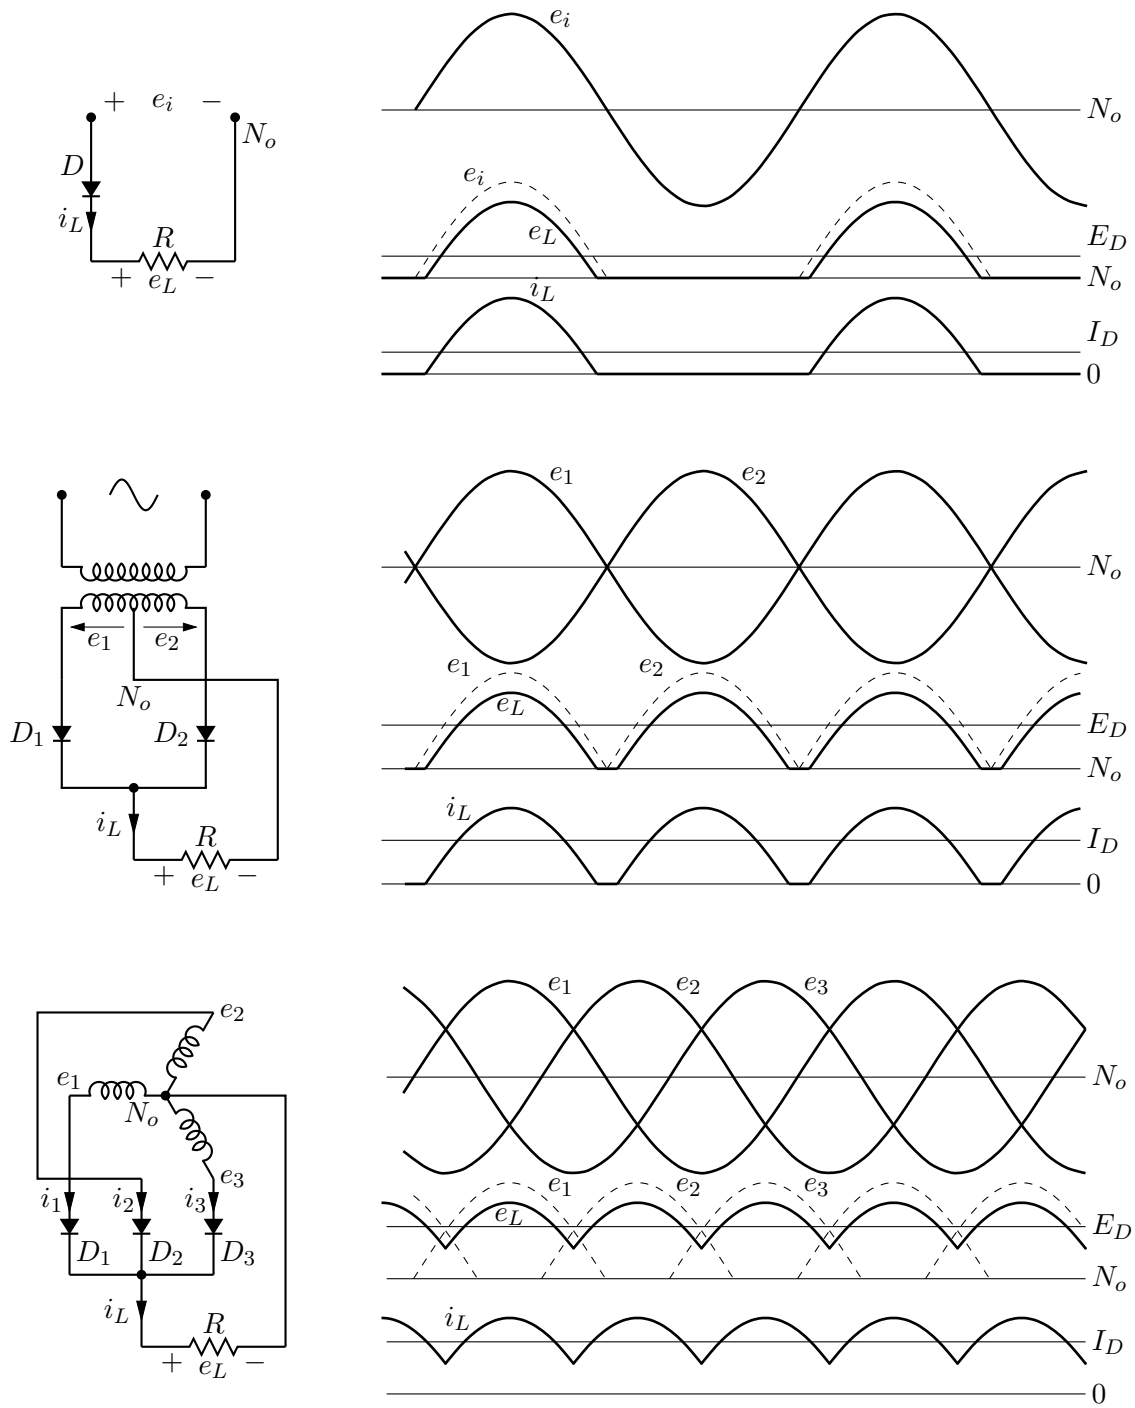 e_i
+ e_i −
N_o
N_o
D
e_i
i_L
R
e_L
E_D
+ e_L −
N_o
i_L
I_D
0
e_1
e_2
N_o
e_1 e_2
e_1
e_2
N_o
e_L
D_1
D_2
E_D
N_o
i_L
i_L
R
I_D
+ e_L −
0
e_1
e_2
e_3
e_2
e_1
N_o
N_o
e_3
e_1
e_2
e_3
i_1
i_2
i_3
e_L
E_D
D_1
D_2
D_3
N_o
i_L
i_L
R
I_D
+ e_L −
0